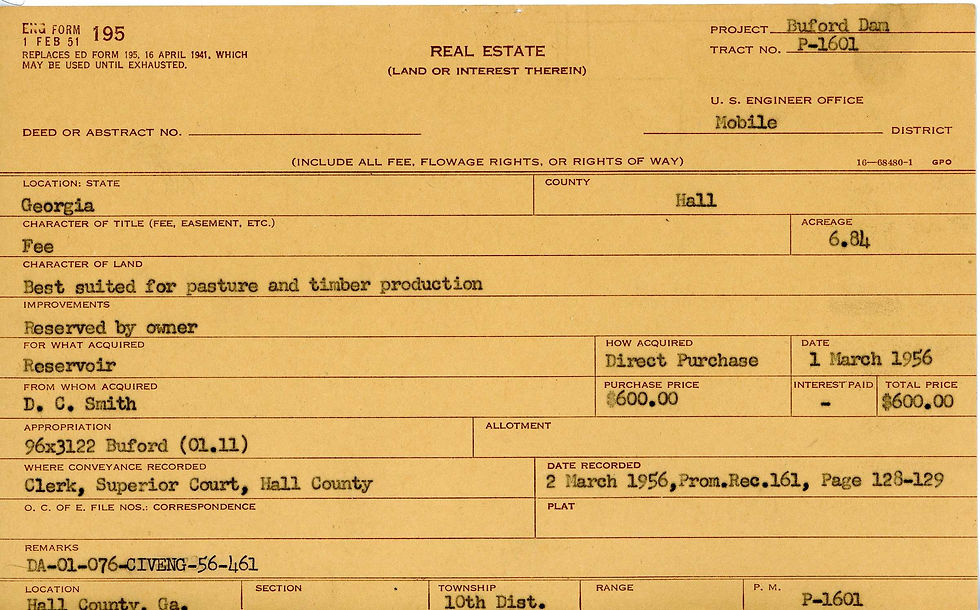 ENG FORM 195
1 FEB 51
REPLACES ED FORM 195, 16 APRIL 1941, WHICH
MAY BE USED UNTIL EXHAUSTED.
REAL ESTATE
(LAND OR INTEREST THEREIN)
PROJECT Buford Dam
TRACT NO. P-1601
U. S. ENGINEER OFFICE
Mobile DISTRICT
DEED OR ABSTRACT NO.
(INCLUDE ALL FEE, FLOWAGE RIGHTS, OR RIGHTS OF WAY)
16—68480-1 GPO
LOCATION: STATE
Georgia
COUNTY
Hall
CHARACTER OF TITLE (FEE, EASEMENT, ETC.)
Fee
ACREAGE
6.84
CHARACTER OF LAND
Best suited for pasture and timber production
IMPROVEMENTS
Reserved by owner
FOR WHAT ACQUIRED
Reservoir
HOW ACQUIRED
Direct Purchase
DATE
1 March 1956
FROM WHOM ACQUIRED
D. C. Smith
PURCHASE PRICE
$600.00
INTEREST PAID
-
TOTAL PRICE
$600.00
APPROPRIATION
96x3122 Buford (01.11)
ALLOTMENT
WHERE CONVEYANCE RECORDED
Clerk, Superior Court, Hall County
DATE RECORDED
2 March 1956,Prom.Rec.161, Page 128-129
O. C. OF E. FILE NOS.: CORRESPONDENCE
PLAT
REMARKS
DA-01-076-CIVENG-56-461
LOCATION
Hall County, Ga.
SECTION
TOWNSHIP
10th Dist.
RANGE
P. M.
P-1601